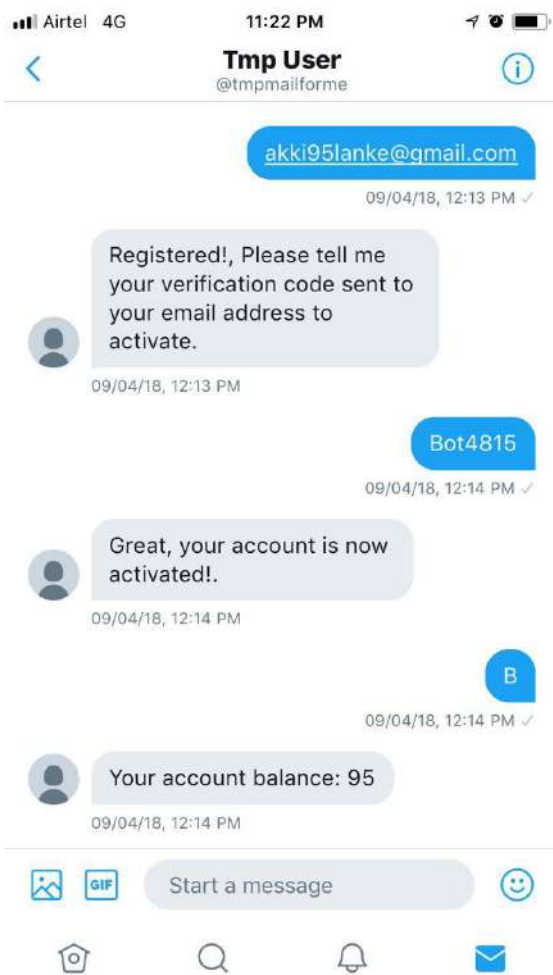 Airtel 4G 11:22 PM
Tmp User
@tmpmailforme
akki95lanke@gmail.com
09/04/18, 12:13 PM ✓
Registered!, Please tell me
your verification code sent to
your email address to
activate.
09/04/18, 12:13 PM
Bot4815
09/04/18, 12:14 PM ✓
Great, your account is now
activated!.
09/04/18, 12:14 PM
B
09/04/18, 12:14 PM ✓
Your account balance: 95
09/04/18, 12:14 PM
GIF Start a message